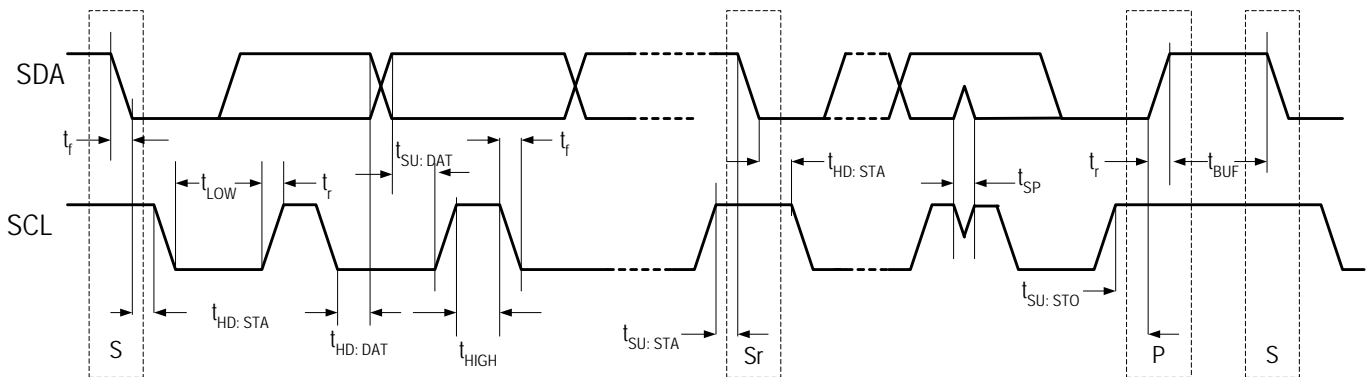 SDA
t_f
t_LOW
t_r
t_SU: DAT
t_f
t_HD: STA
t_SP
t_r
t_BUF
SCL
t_HD: STA
t_HD: DAT
t_HIGH
t_SU: STA
t_SU: STO
S
Sr
P
S